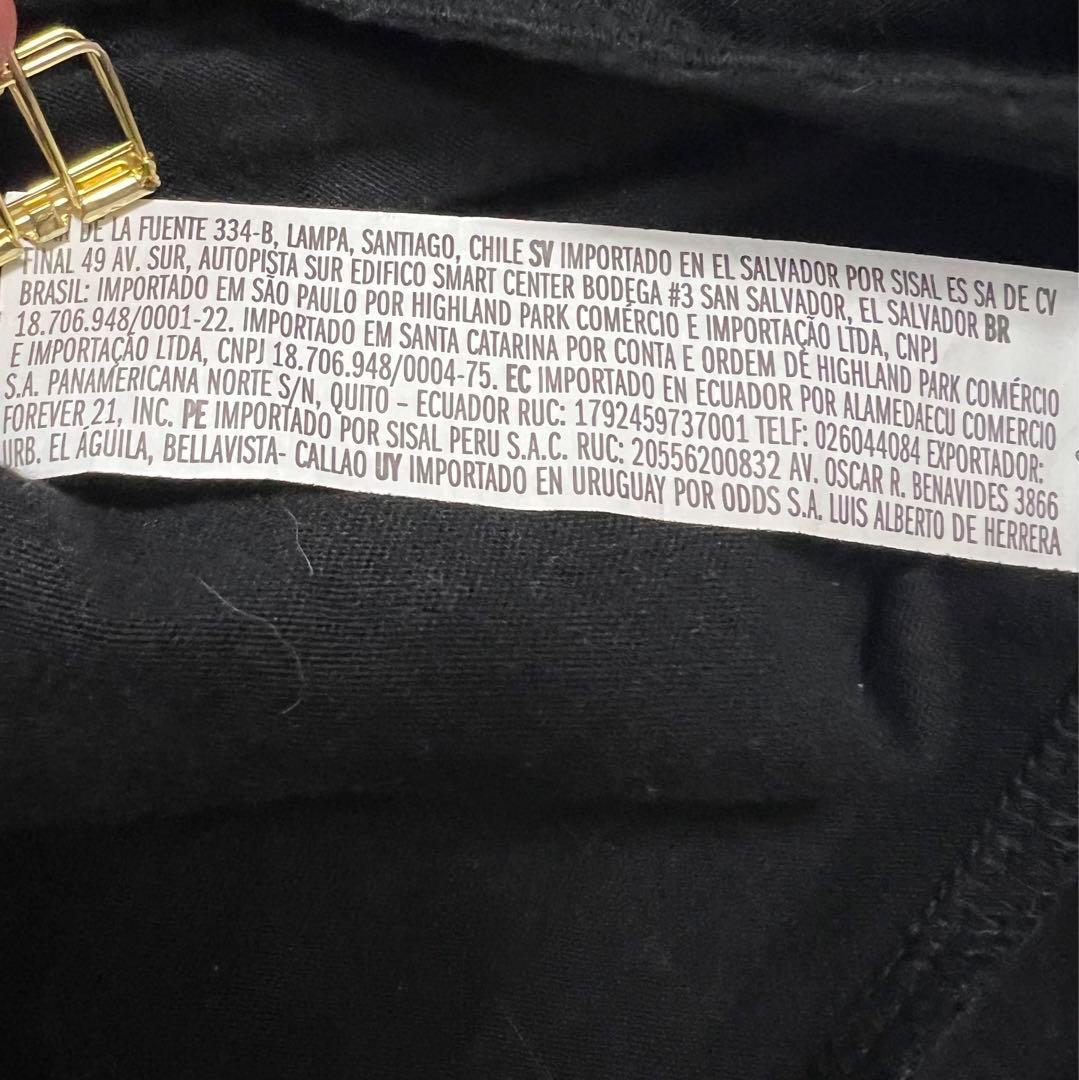 DE LA FUENTE 334-B, LAMPA, SANTIAGO, CHILE SV IMPORTADO EN EL SALVADOR POR SISAL ES SA DE CV
FINAL 49 AV. SUR, AUTOPISTA SUR EDIFICO SMART CENTER BODEGA #3 SAN SALVADOR, EL SALVADOR BR
BRASIL: IMPORTADO EM SÃO PAULO POR HIGHLAND PARK COMÉRCIO E IMPORTAÇÃO LTDA, CNPJ
18.706.948/0001-22. IMPORTADO EM SANTA CATARINA POR CONTA E ORDEM DE HIGHLAND PARK COMÉRCIO
E IMPORTAÇÃO LTDA, CNPJ 18.706.948/0004-75. EC IMPORTADO EN ECUADOR POR ALAMEDAECU COMERCIO
S.A. PANAMERICANA NORTE S/N, QUITO – ECUADOR RUC: 1792459737001 TELF: 026044084 EXPORTADOR:
FOREVER 21, INC. PE IMPORTADO POR SISAL PERU S.A.C. RUC: 20556200832 AV. OSCAR R. BENAVIDES 3866
URB. EL ÁGUILA, BELLAVISTA- CALLAO UY IMPORTADO EN URUGUAY POR ODDS S.A. LUIS ALBERTO DE HERRERA